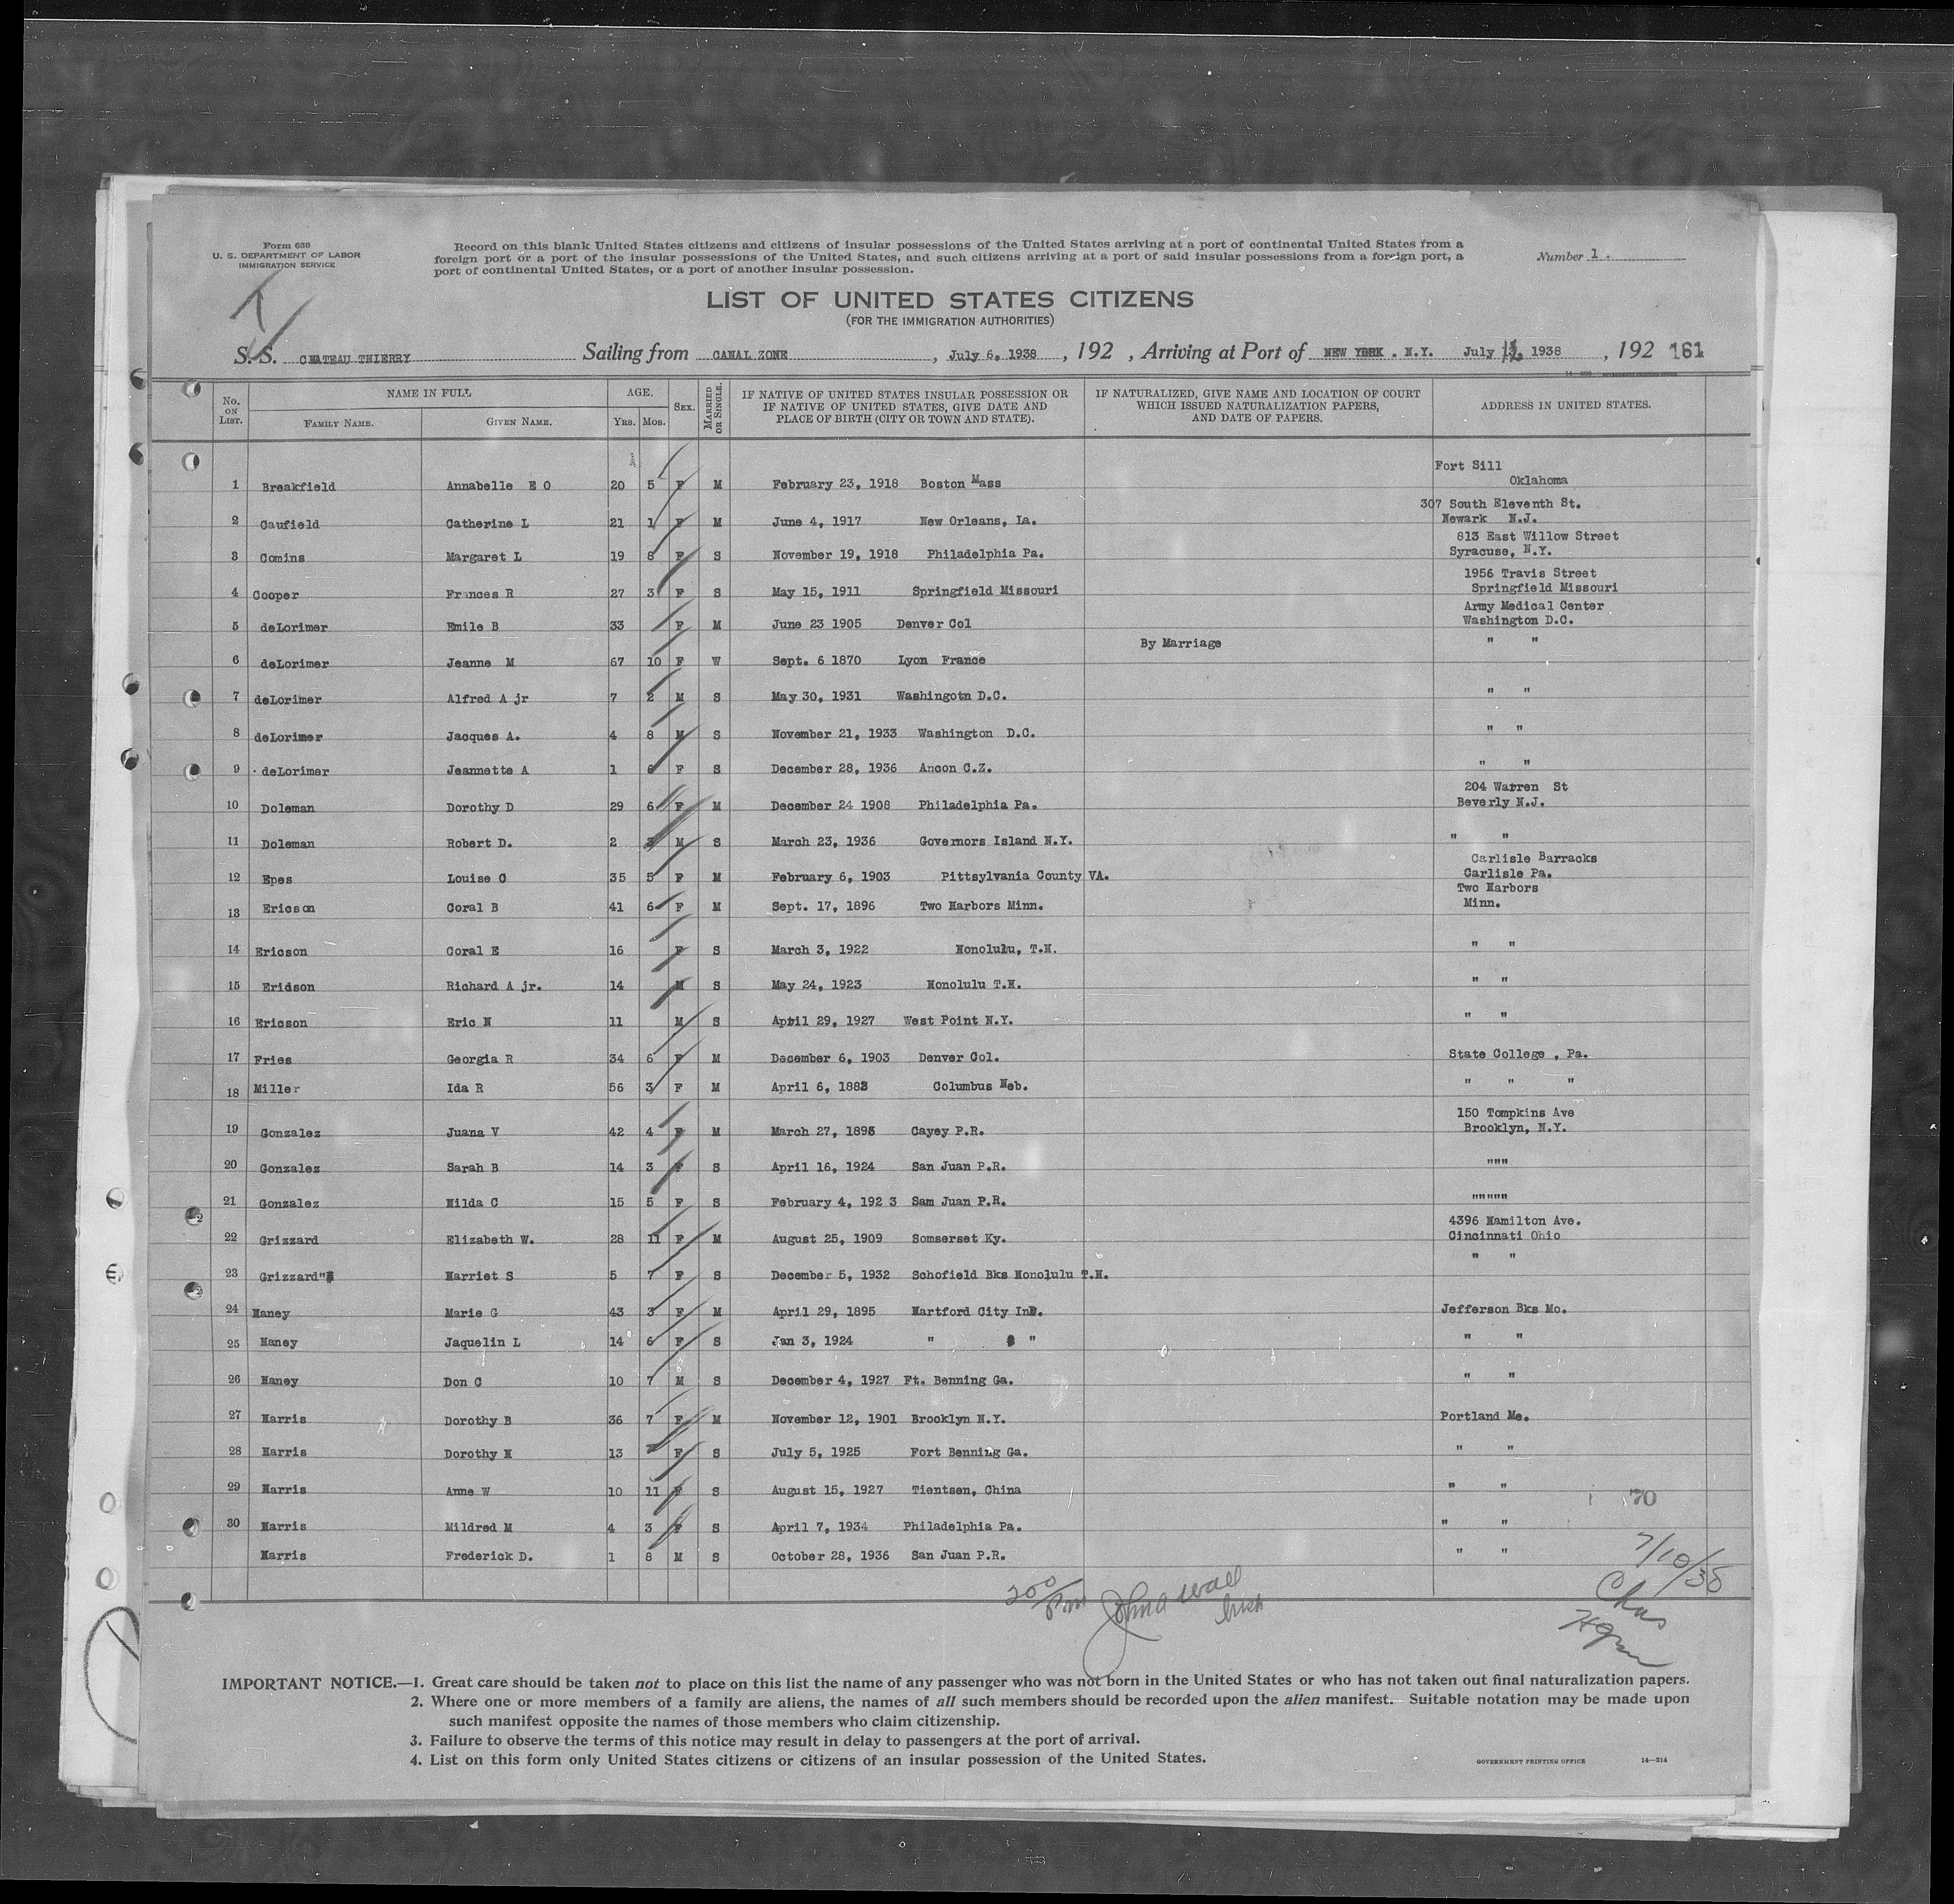 Form 630
U. S. DEPARTMENT OF LABOR
IMMIGRATION SERVICE
Record on this blank United States citizens and citizens of insular possessions of the United States arriving at a port of continental United States from a
foreign port or a port of the insular possessions of the United States, and such citizens arriving at a port of said insular possessions from a foreign port, a
port of continental United States, or a port of another insular possession.
Number 1.
LIST OF UNITED STATES CITIZENS
(FOR THE IMMIGRATION AUTHORITIES)
S. S. CHATEAU THIERRY Sailing from CANAL ZONE , July 6, 1938 , 192 , Arriving at Port of NEW YORK . N.Y. July 1938 , 192 161
No. ON LIST. NAME IN FULL AGE. SEX. MARRIED OR SINGLE. IF NATIVE OF UNITED STATES INSULAR POSSESSION OR IF NATIVE OF UNITED STATES, GIVE DATE AND PLACE OF BIRTH (CITY OR TOWN AND STATE). IF NATURALIZED, GIVE NAME AND LOCATION OF COURT WHICH ISSUED NATURALIZATION PAPERS, AND DATE OF PAPERS. ADDRESS IN UNITED STATES.
FAMILY NAME. GIVEN NAME. YRS. MOS.
Fort Sill
1 Breakfield Annabelle E O 20 5 F M February 23, 1918 Boston Mass Oklahoma
307 South Eleventh St.
2 Caufield Catherine L 21 1 F M June 4, 1917 New Orleans, La. Newark N.J.
813 East Willow Street
3 Comins Margaret L 19 8 F S November 19, 1918 Philadelphia Pa. Syracuse, N.Y.
1956 Travis Street
4 Cooper Frances R 27 3 F S May 15, 1911 Springfield Missouri Springfield Missouri
Army Medical Center
5 deLorimer Emile B 33 F M June 23 1905 Denver Col Washington D.C.
By Marriage " "
6 deLorimer Jeanne M 67 10 F W Sept. 6 1870 Lyon France
7 deLorimer Alfred A jr 7 2 M S May 30, 1931 Washingotn D.C. " "
8 deLorimer Jacques A. 4 8 M S November 21, 1933 Washington D.C. " "
9 deLorimer Jeannette A 1 6 F S December 28, 1936 Ancon C.Z. " "
204 Warren St
10 Doleman Dorothy D 29 6 F M December 24 1908 Philadelphia Pa. Beverly N.J.
11 Doleman Robert D. 2 3 M S March 23, 1936 Governors Island N.Y. " "
Carlisle Barracks
12 Epes Louise C 35 5 F M February 6, 1903 Pittsylvania County VA. Carlisle Pa.
Two Harbors
13 Ericson Coral B 41 6 F M Sept. 17, 1896 Two Harbors Minn. Minn.
14 Ericson Coral E 16 F S March 3, 1922 Honolulu, T.H. " "
15 Eridson Richard A jr. 14 M S May 24, 1923 Honolulu T.H. " "
16 Ericson Eric N 11 M S April 29, 1927 West Point N.Y. " "
17 Fries Georgia R 34 6 F M December 6, 1903 Denver Col. State College , Pa.
18 Miller Ida R 56 3 F M April 6, 1882 Columbus Neb. " " "
150 Tompkins Ave
19 Gonzalez Juana V 42 4 F M March 27, 1896 Cayey P.R. Brooklyn, N.Y.
20 Gonzalez Sarah B 14 3 F S April 16, 1924 San Juan P.R. """
21 Gonzalez Hilda C 15 5 F S February 4, 192 3 Sam Juan P.R. """""
4396 Hamilton Ave.
22 Grizzard Elizabeth W. 28 11 F M August 25, 1909 Somserset Ky. Cincinnati Ohio
" "
23 Grizzard" Harriet S 5 7 F S December 5, 1932 Schofield Bks Honolulu T.H.
24 Haney Marie G 43 3 F M April 29, 1895 Hartford City Ind. Jefferson Bks Mo.
25 Haney Jaquelin L 14 6 F S Jan 3, 1924 " " " "
26 Haney Don C 10 7 M S December 4, 1927 Ft. Benning Ga. " "
27 Harris Dorothy B 36 7 F M November 12, 1901 Brooklyn N.Y. Portland Me.
28 Harris Dorothy H 13 F S July 5, 1925 Fort Benning Ga. " "
29 Harris Anne W 10 11 F S August 15, 1927 Tientsen, China " " 70
30 Harris Mildred M 4 3 F S April 7, 1934 Philadelphia Pa. " "
Harris Frederick D. 1 8 M S October 28, 1936 San Juan P.R. " "
7/10/38
Chas
200 P.m John A Wall
IMPORTANT NOTICE.—1. Great care should be taken not to place on this list the name of any passenger who was not born in the United States or who has not taken out final naturalization papers.
2. Where one or more members of a family are aliens, the names of all such members should be recorded upon the alien manifest. Suitable notation may be made upon
such manifest opposite the names of those members who claim citizenship.
3. Failure to observe the terms of this notice may result in delay to passengers at the port of arrival.
4. List on this form only United States citizens or citizens of an insular possession of the United States.
GOVERNMENT PRINTING OFFICE 14—214